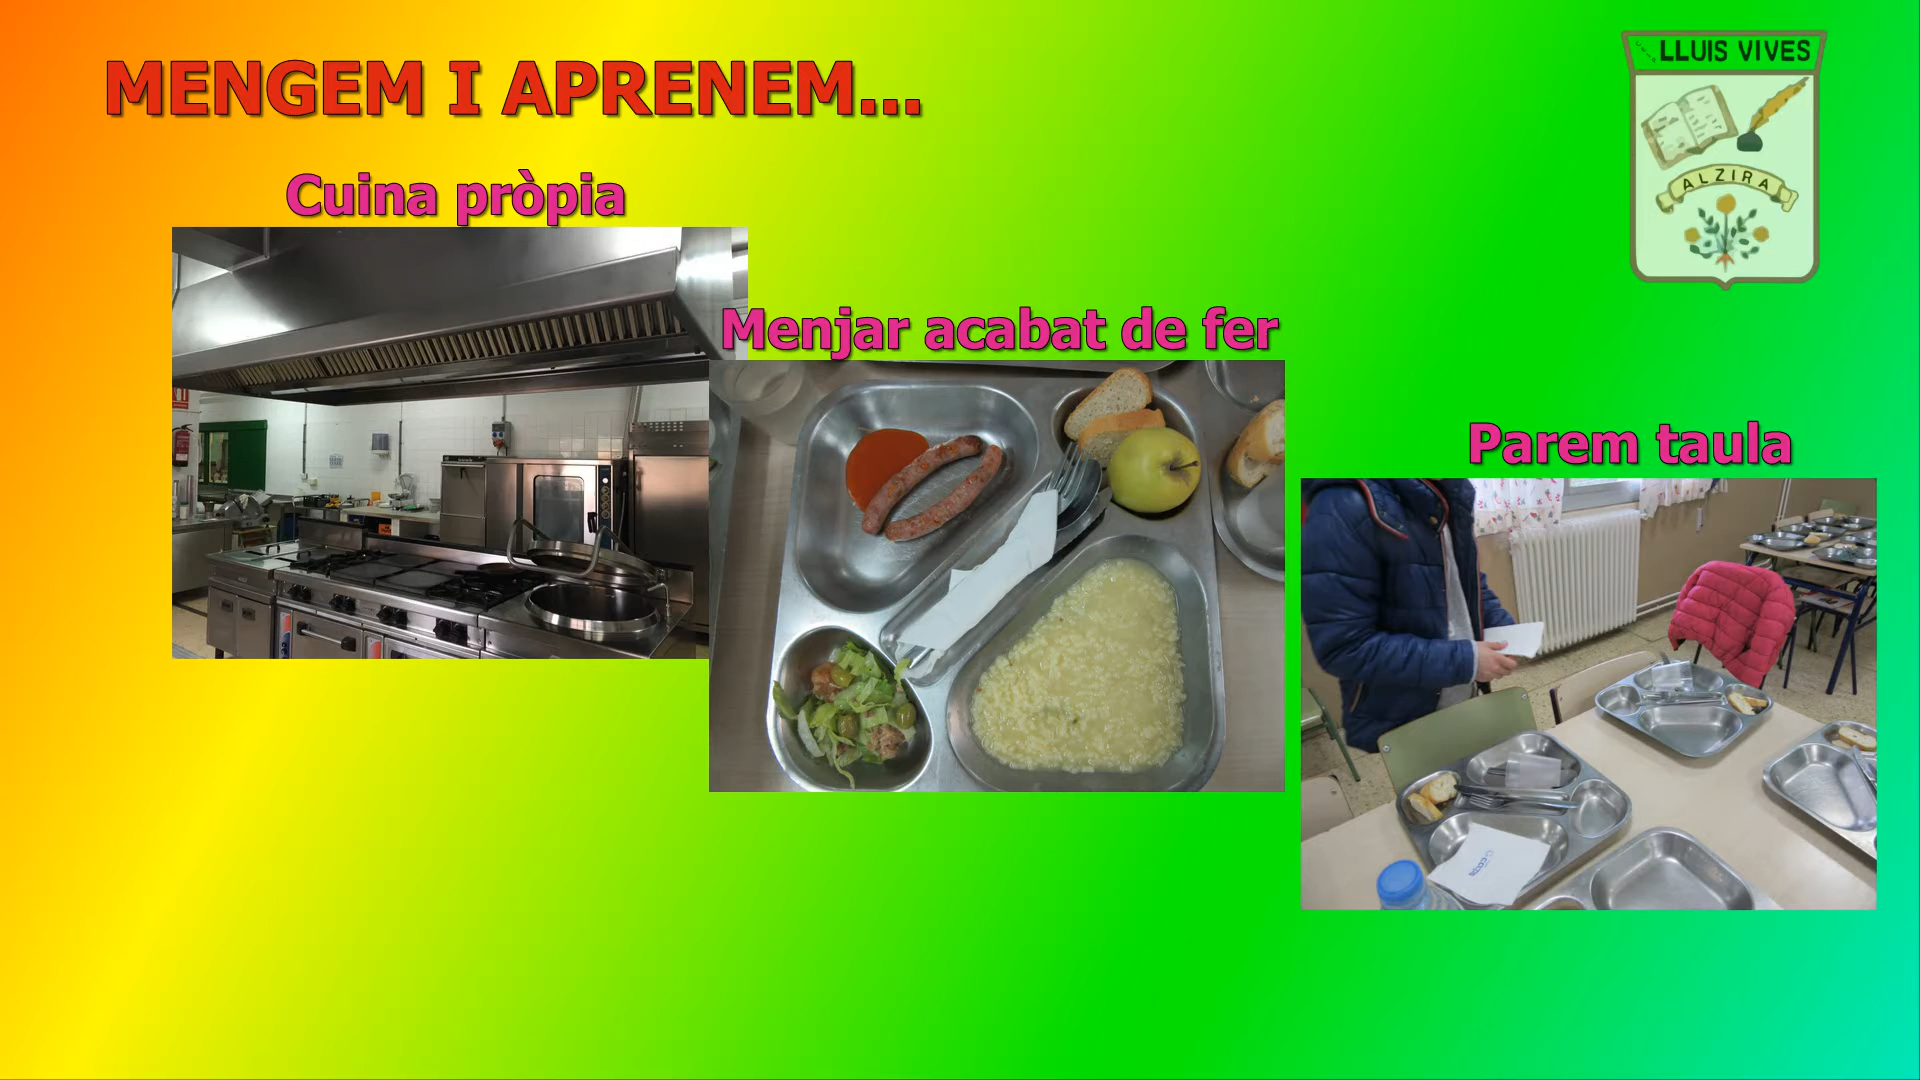 MENGEM I APRENEM...
LLUIS VIVES
ALZIRA
Cuina pròpia
Menjar acabat de fer
Parem taula